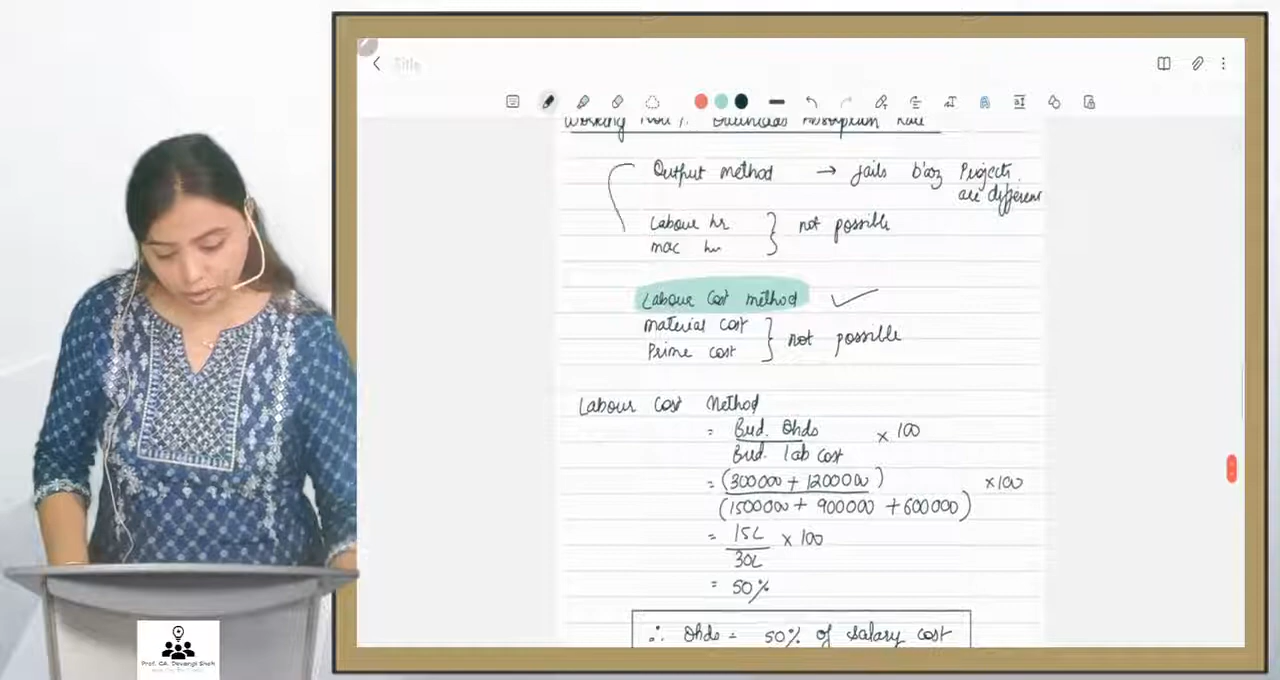 Title
Output method → fails b'coz Projects
are different
Labour hr
mac hr
} not possible
Labour Cost method ✓
material cost
Prime cost
} not possible
Labour Cost Method
= Bud. Ohds × 100
Bud. lab cost
= (300000 + 1200000) ×100
(1500000 + 900000 + 600000)
= 15L × 100
30L
= 50%
∴ Ohds = 50% of salary cost
Prof. CA. Devangi Shah